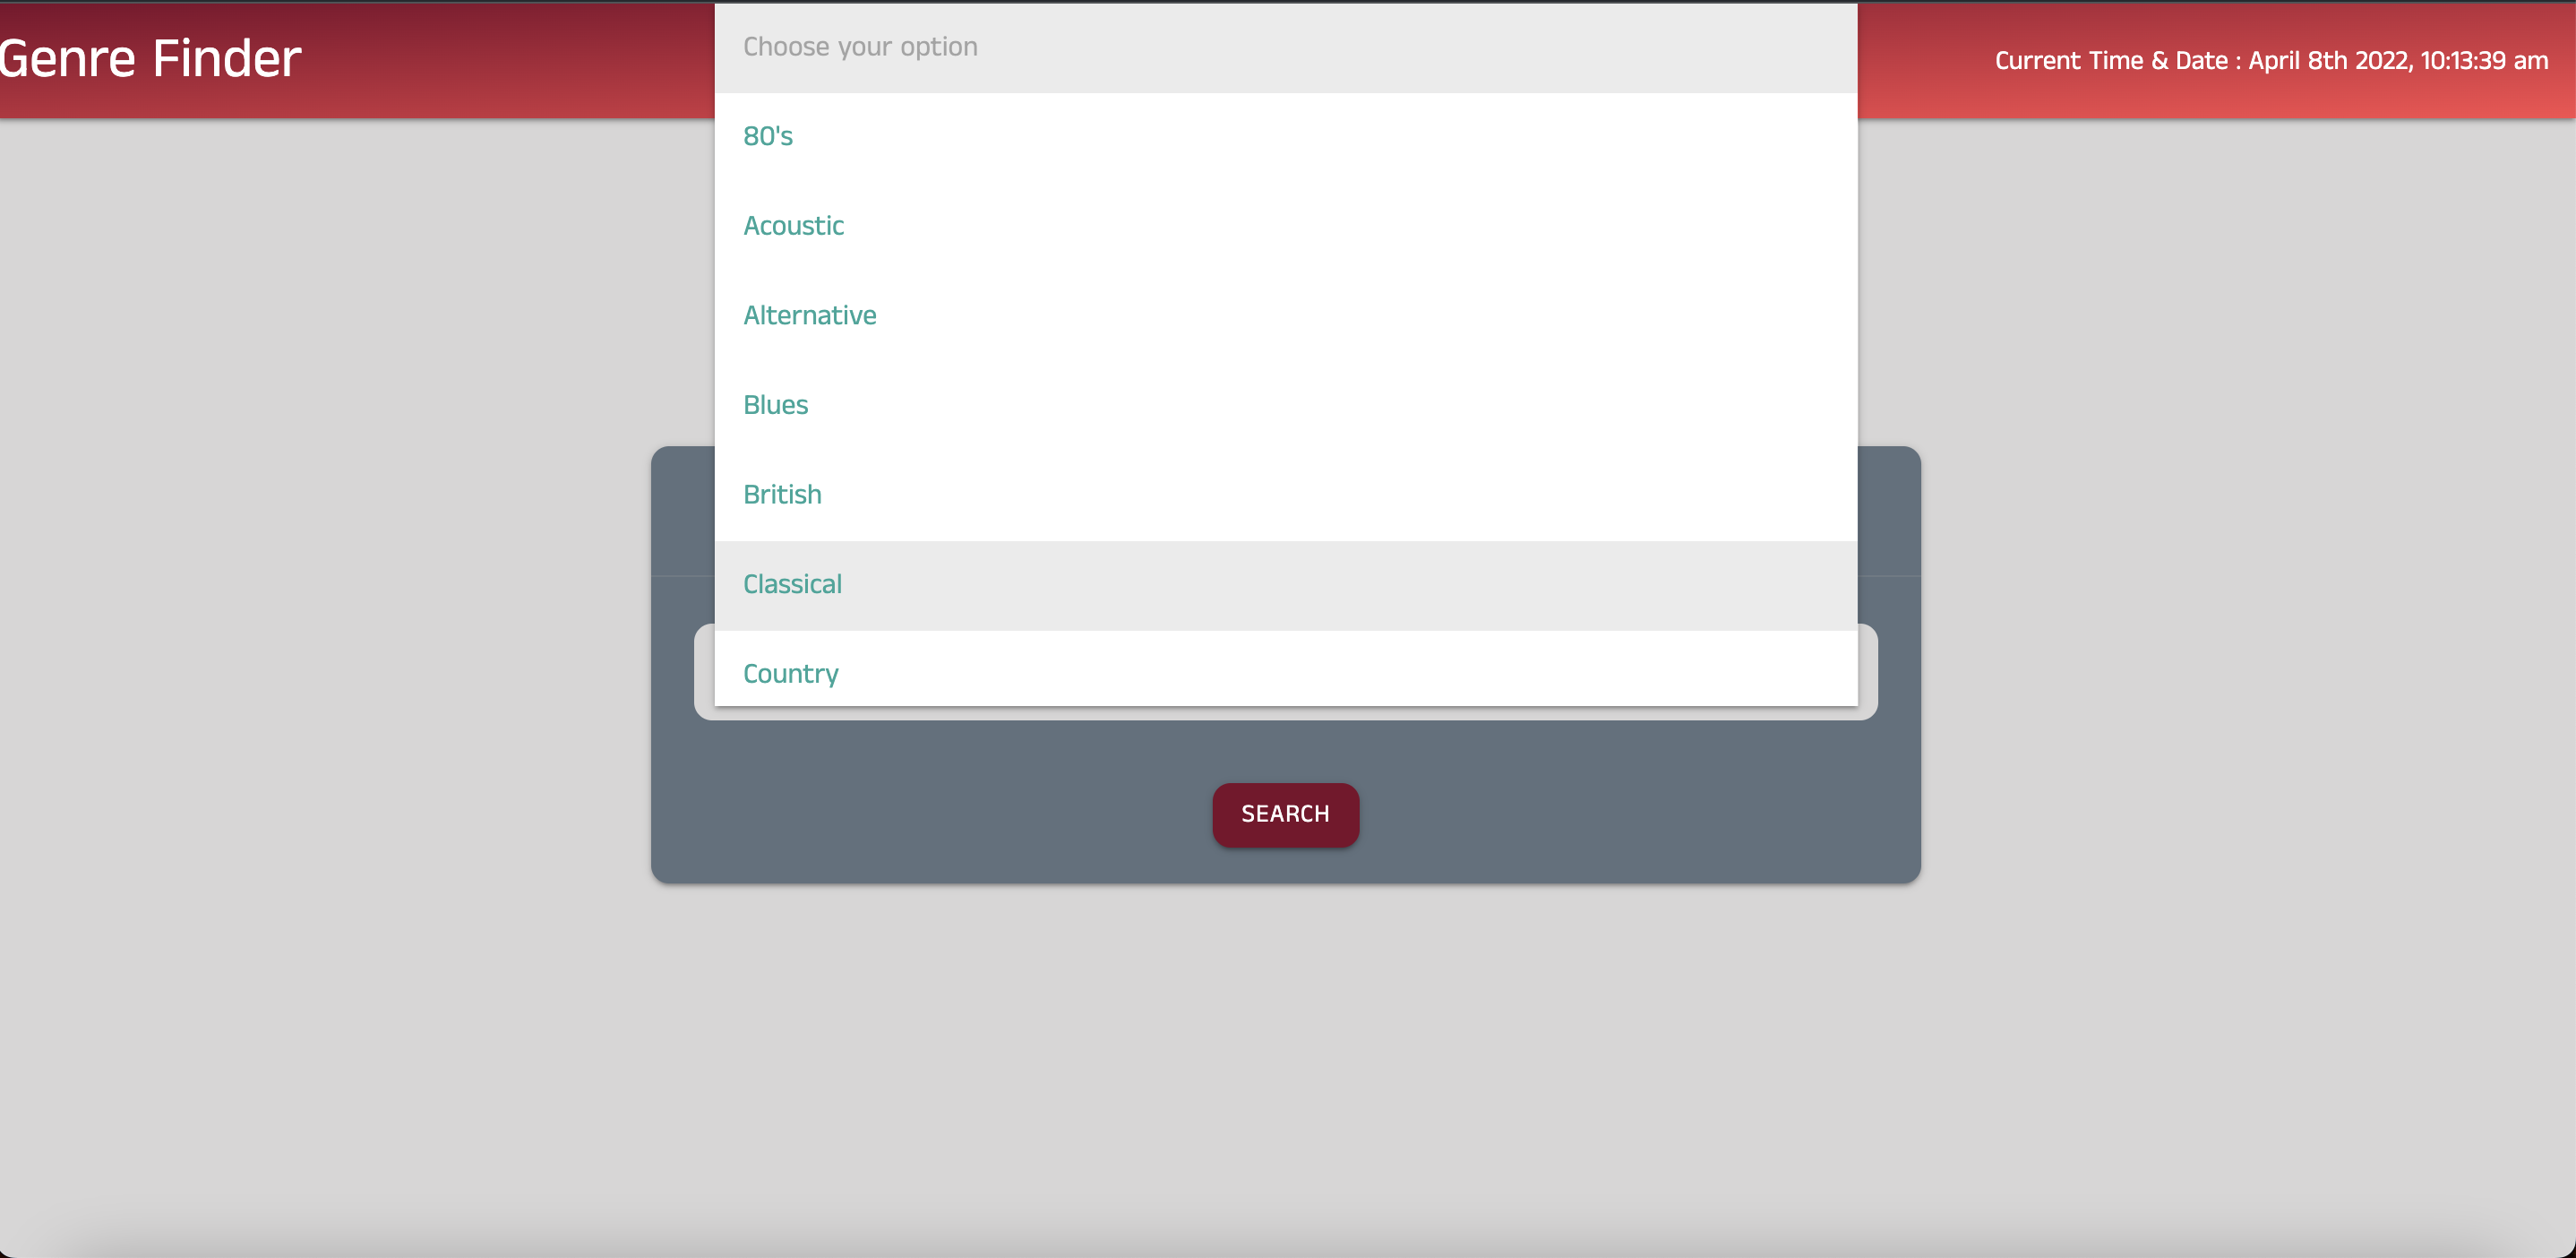 Genre Finder
Choose your option
Current Time & Date : April 8th 2022, 10:13:39 am
80's
Acoustic
Alternative
Blues
British
Classical
Country
SEARCH